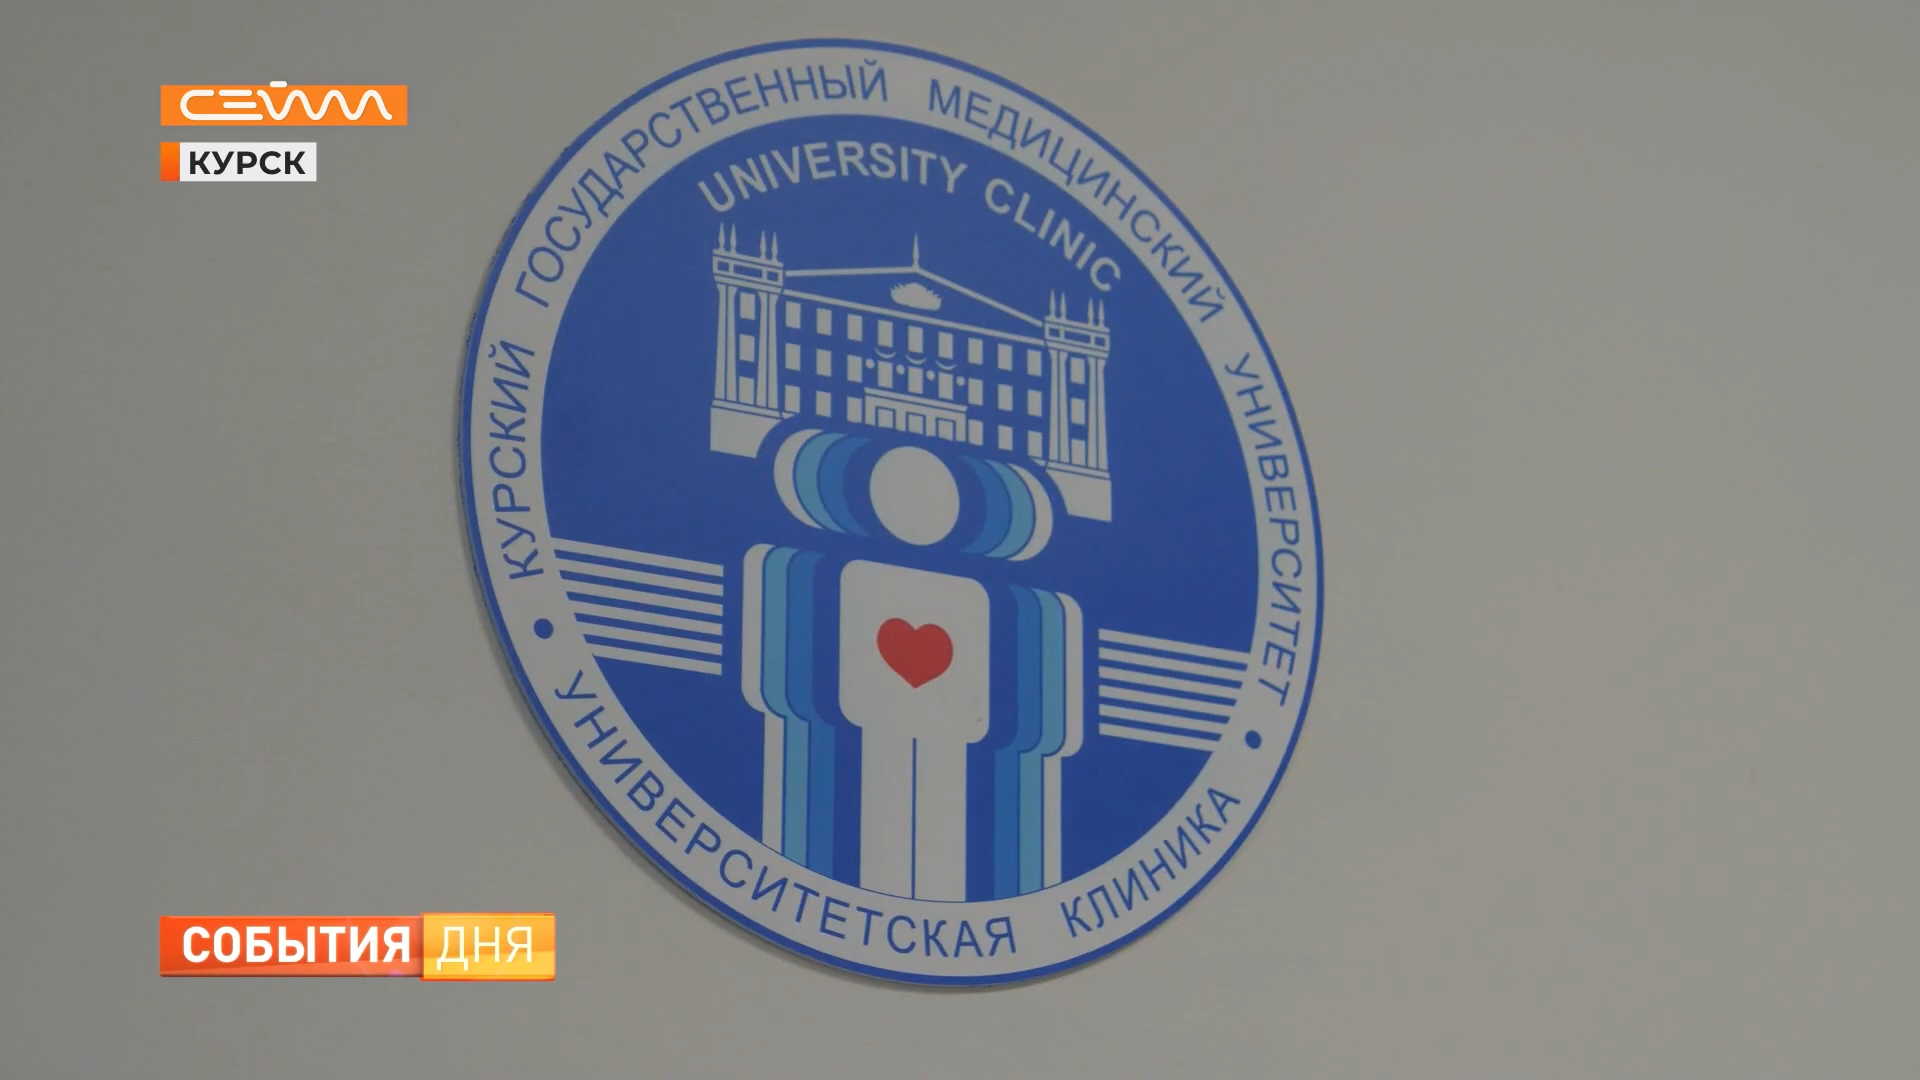 СЕЙМ
КУРСК
КУРСКИЙ ГОСУДАРСТВЕННЫЙ МЕДИЦИНСКИЙ УНИВЕРСИТЕТ
UNIVERSITY CLINIC
• УНИВЕРСИТЕТСКАЯ КЛИНИКА •
СОБЫТИЯ ДНЯ